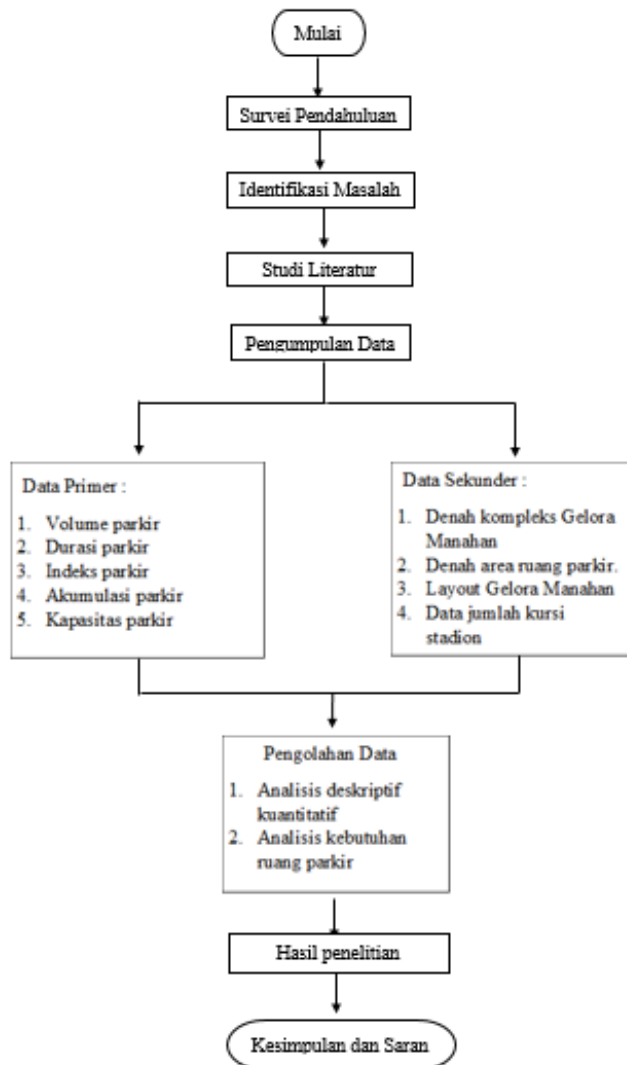 Mulai
Survei Pendahuluan
Identifikasi Masalah
Studi Literatur
Pengumpulan Data
Data Primer :
1. Volume parkir
2. Durasi parkir
3. Indeks parkir
4. Akumulasi parkir
5. Kapasitas parkir
Data Sekunder :
1. Denah kompleks Gelora
Manahan
2. Denah area ruang parkir.
3. Layout Gelora Manahan
4. Data jumlah kursi
stadion
Pengolahan Data
1. Analisis deskriptif
kuantitatif
2. Analisis kebutuhan
ruang parkir
Hasil penelitian
Kesimpulan dan Saran